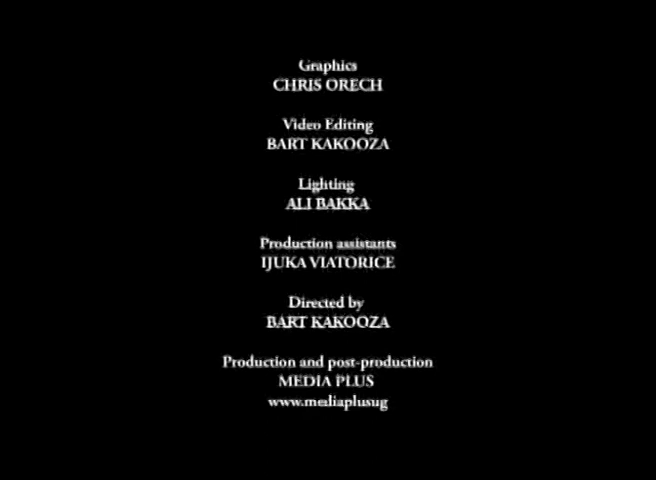 Graphics
CHRIS ORECH
Video Editing
BART KAKOOZA
Lighting
ALI BAKKA
Production assistants
IJUKA VIATORICE
Directed by
BART KAKOOZA
Production and post-production
MEDIA PLUS
www.mediaplusug